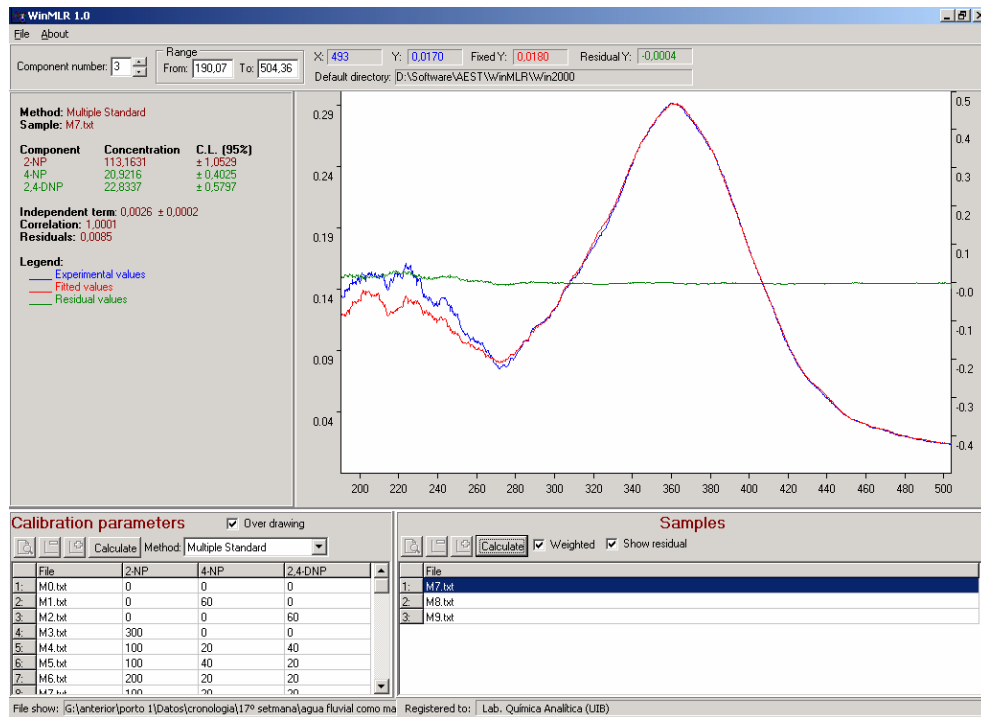 WinMLR 1.0
File About
Component number: 3
Range
From: 190,07 To: 504,36
X: 493 Y: 0,0170 Fixed Y: 0,0180 Residual Y: -0,0004
Default directory: D:\Software\AEST\WinMLR\Win2000
Method: Multiple Standard
Sample: M7.txt
Component Concentration C.L. (95%)
2-NP 113,1631 ± 1,0529
4-NP 20,9216 ± 0,4025
2,4-DNP 22,8337 ± 0,5797
Independent term: 0,0026 ± 0,0002
Correlation: 1,0001
Residuals: 0,0085
Legend:
Experimental values
Fitted values
Residual values
0.29
0.24
0.19
0.14
0.09
0.04
0.5
0.4
0.3
0.2
0.1
-0.0
-0.1
-0.2
-0.3
-0.4
200 220 240 260 280 300 320 340 360 380 400 420 440 460 480 500
Calibration parameters Over drawing
Calculate Method: Multiple Standard
File 2-NP 4-NP 2,4-DNP
1: M0.txt 0 0 0
2: M1.txt 0 60 0
3: M2.txt 0 0 60
4: M3.txt 300 0 0
5: M4.txt 100 20 40
6: M5.txt 100 40 20
7: M6.txt 200 20 20
8: M7.txt 100 20 20
Samples
Calculate Weighted Show residual
File
1: M7.txt
2: M8.txt
3: M9.txt
File show: G:\anterior\porto 1\Datos\cronologia\17º setmana\agua fluvial como ma
Registered to: Lab. Química Analítica (UIB)